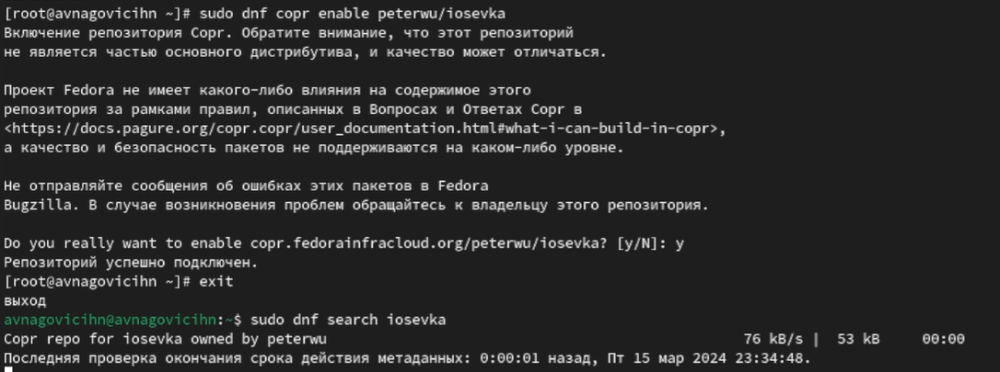 [root@avnagovicihn ~]# sudo dnf copr enable peterwu/iosevka
Включение репозитория Copr. Обратите внимание, что этот репозиторий
не является частью основного дистрибутива, и качество может отличаться.
Проект Fedora не имеет какого-либо влияния на содержимое этого
репозитория за рамками правил, описанных в Вопросах и Ответах Copr в
<https://docs.pagure.org/copr.copr/user_documentation.html#what-i-can-build-in-copr>,
а качество и безопасность пакетов не поддерживаются на каком-либо уровне.
Не отправляйте сообщения об ошибках этих пакетов в Fedora
Bugzilla. В случае возникновения проблем обращайтесь к владельцу этого репозитория.
Do you really want to enable copr.fedorainfracloud.org/peterwu/iosevka? [y/N]: y
Репозиторий успешно подключен.
[root@avnagovicihn ~]# exit
выход
avnagovicihn@avnagovicihn:~$ sudo dnf search iosevka
Copr repo for iosevka owned by peterwu 76 kB/s | 53 kB 00:00
Последняя проверка окончания срока действия метаданных: 0:00:01 назад, Пт 15 мар 2024 23:34:48.